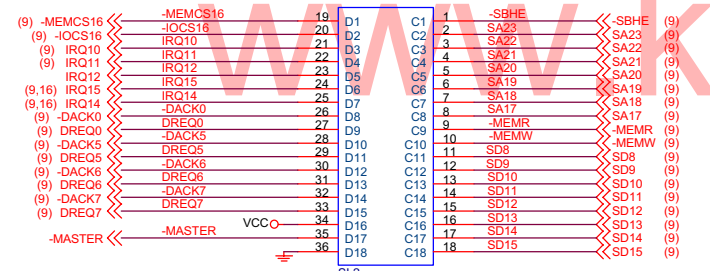 (9) -MEMCS16 -MEMCS16 19 D1 C1 1 -SBHE -SBHE (9)
(9) -IOCS16 -IOCS16 20 D2 C2 2 SA23 SA23 (9)
(9) IRQ10 IRQ10 21 D3 C3 3 SA22 SA22 (9)
(9) IRQ11 IRQ11 22 D4 C4 4 SA21 SA21 (9)
IRQ12 IRQ12 23 D5 C5 5 SA20 SA20 (9)
(9,16) IRQ15 IRQ15 24 D6 C6 6 SA19 SA19 (9)
(9,16) IRQ14 IRQ14 25 D7 C7 7 SA18 SA18 (9)
(9) -DACK0 -DACK0 26 D8 C8 8 SA17 SA17 (9)
(9) DREQ0 DREQ0 27 D9 C9 9 -MEMR -MEMR (9)
(9) -DACK5 -DACK5 28 D10 C10 10 -MEMW -MEMW (9)
(9) DREQ5 DREQ5 29 D11 C11 11 SD8 SD8 (9)
(9) -DACK6 -DACK6 30 D12 C12 12 SD9 SD9 (9)
(9) DREQ6 DREQ6 31 D13 C13 13 SD10 SD10 (9)
(9) -DACK7 -DACK7 32 D14 C14 14 SD11 SD11 (9)
(9) DREQ7 DREQ7 33 D15 C15 15 SD12 SD12 (9)
VCC 34 D16 C16 16 SD13 SD13 (9)
-MASTER -MASTER 35 D17 C17 17 SD14 SD14 (9)
36 D18 C18 18 SD15 SD15 (9)
www.k